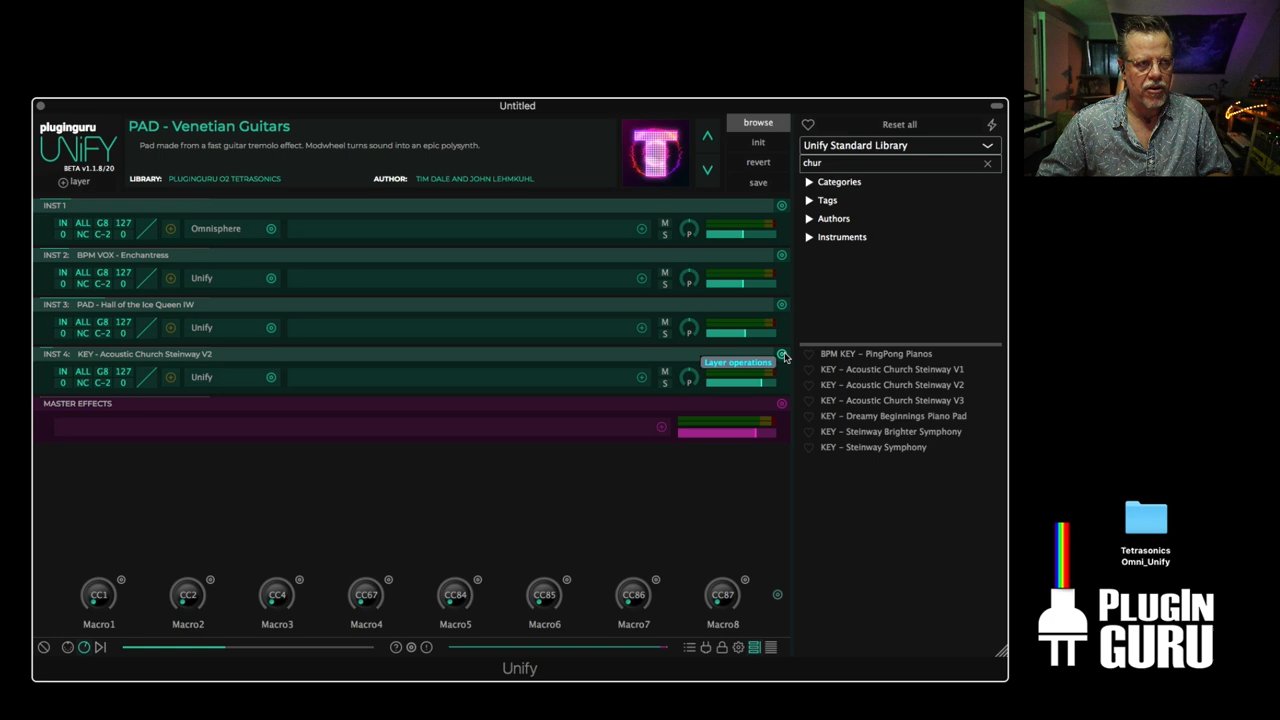 Untitled
pluginguru
UNIFY
BETA v1.1.8/20
layer
PAD - Venetian Guitars
Pad made from a fast guitar tremolo effect. Modwheel turns sound into an epic polysynth.
LIBRARY: PLUGINGURU O2 TETRASONICS
AUTHOR: TIM DALE AND JOHN LEHMKUHL
browse
init
revert
save
Reset all
Unify Standard Library
chur
Categories
Tags
Authors
Instruments
INST 1
IN ALL G8 127
0 NC C-2 0
Omnisphere
M
S
P
INST 2: BPM VOX - Enchantress
IN ALL G8 127
0 NC C-2 0
Unify
M
S
P
INST 3: PAD - Hall of the Ice Queen IW
IN ALL G8 127
0 NC C-2 0
Unify
M
S
P
INST 4: KEY - Acoustic Church Steinway V2
Layer operations
IN ALL G8 127
0 NC C-2 0
Unify
M
S
P
MASTER EFFECTS
BPM KEY - PingPong Pianos
KEY - Acoustic Church Steinway V1
KEY - Acoustic Church Steinway V2
KEY - Acoustic Church Steinway V3
KEY - Dreamy Beginnings Piano Pad
KEY - Steinway Brighter Symphony
KEY - Steinway Symphony
CC1 CC2 CC4 CC67 CC84 CC85 CC86 CC87
Macro1 Macro2 Macro3 Macro4 Macro5 Macro6 Macro7 Macro8
Unify
Tetrasonics
Omni_Unify
PLUGIN
GURU